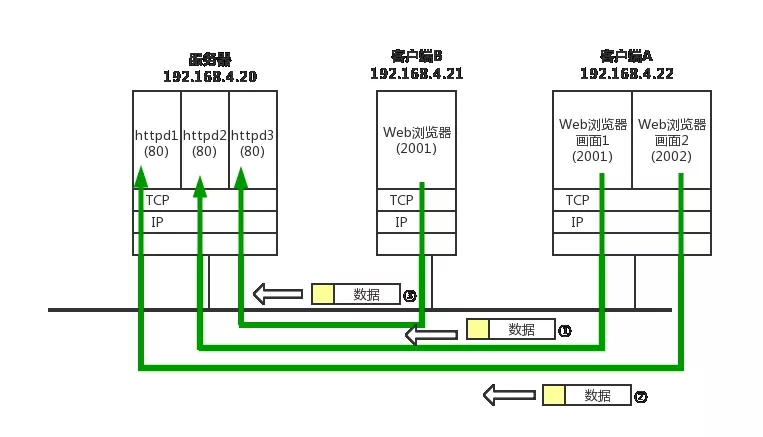 服务器
192.168.4.20
客户端B
192.168.4.21
客户端A
192.168.4.22
httpd1
(80)
httpd2
(80)
httpd3
(80)
Web浏览器
(2001)
Web浏览器
画面1
(2001)
Web浏览器
画面2
(2002)
TCP
IP
TCP
IP
TCP
IP
数据 ③
数据 ①
数据 ②